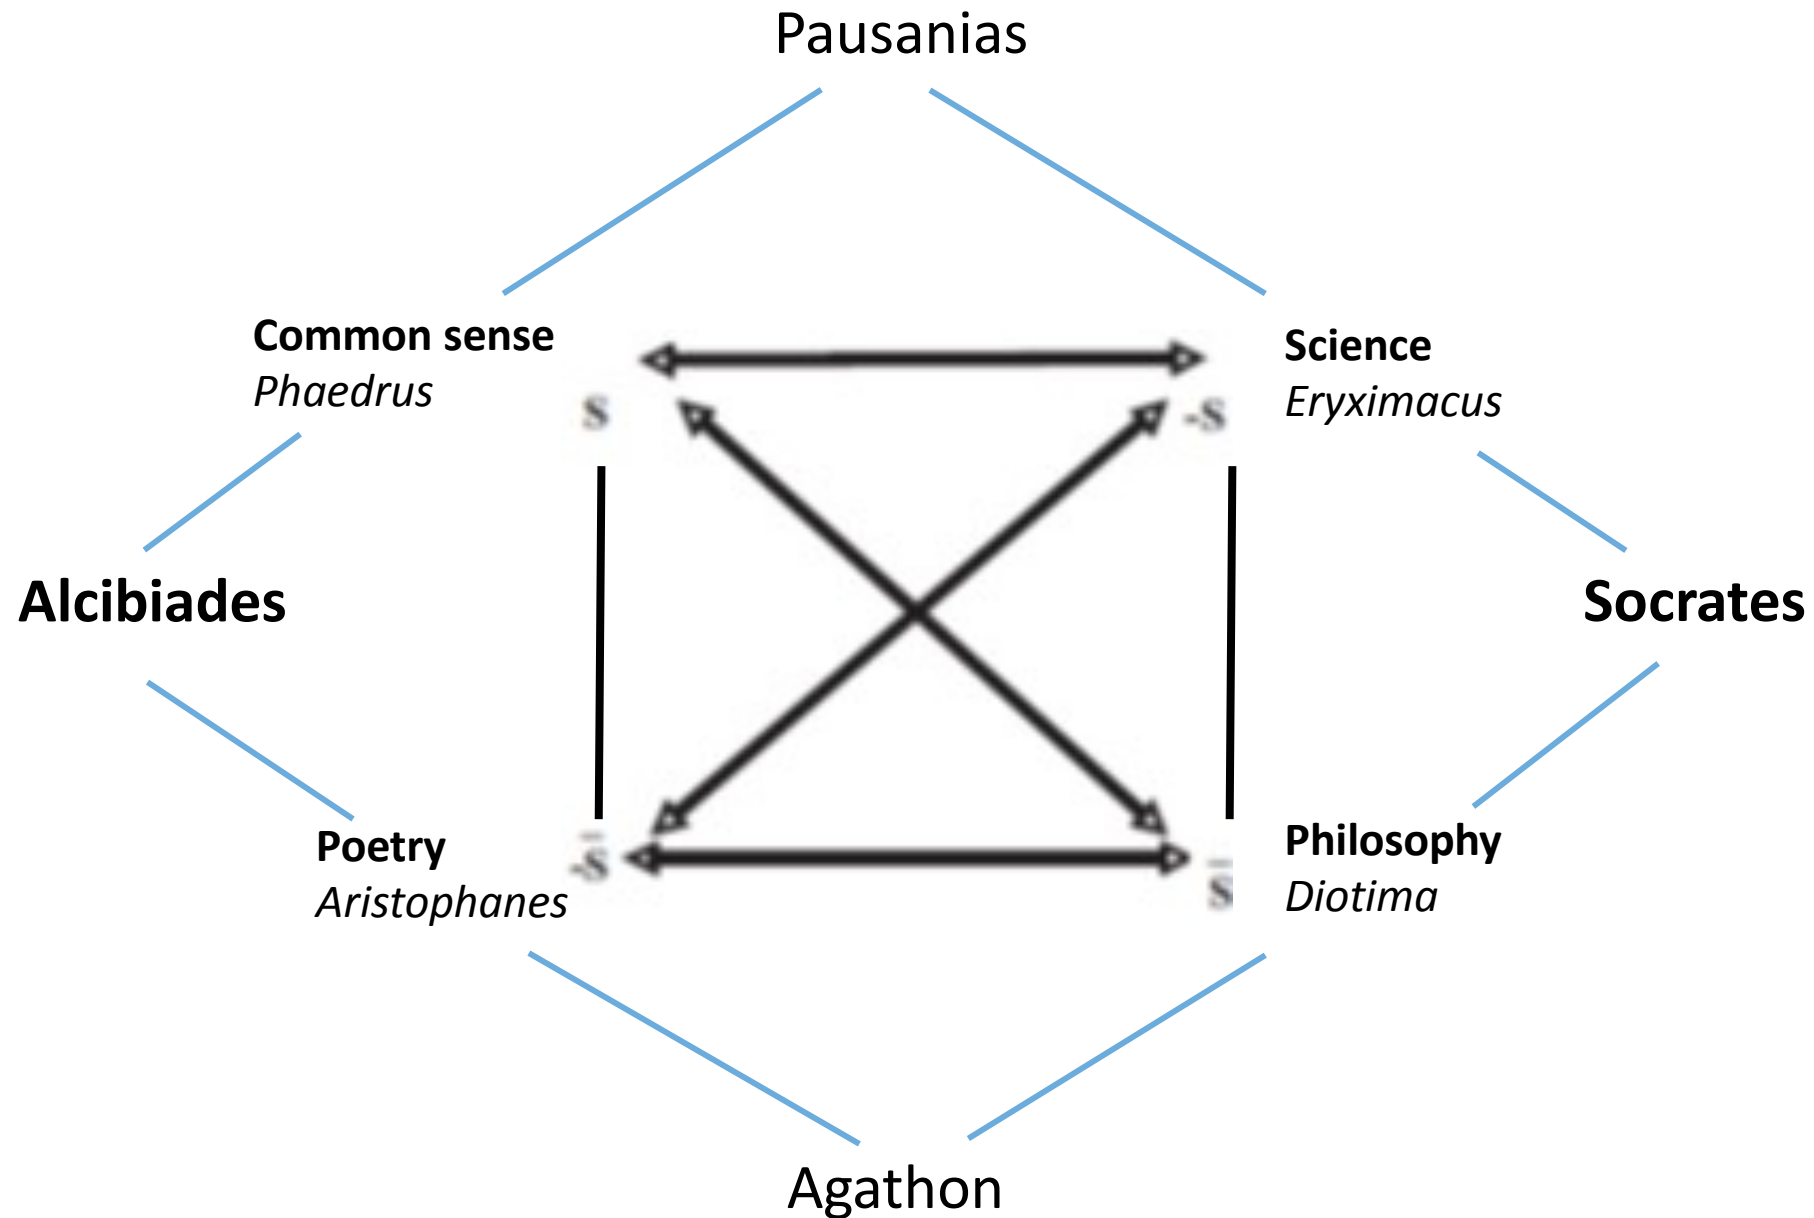 Pausanias
Common sense
Phaedrus
Science
Eryximacus
S
-S
Alcibiades
Socrates
Poetry
Aristophanes
-S̄
S̄
Philosophy
Diotima
Agathon